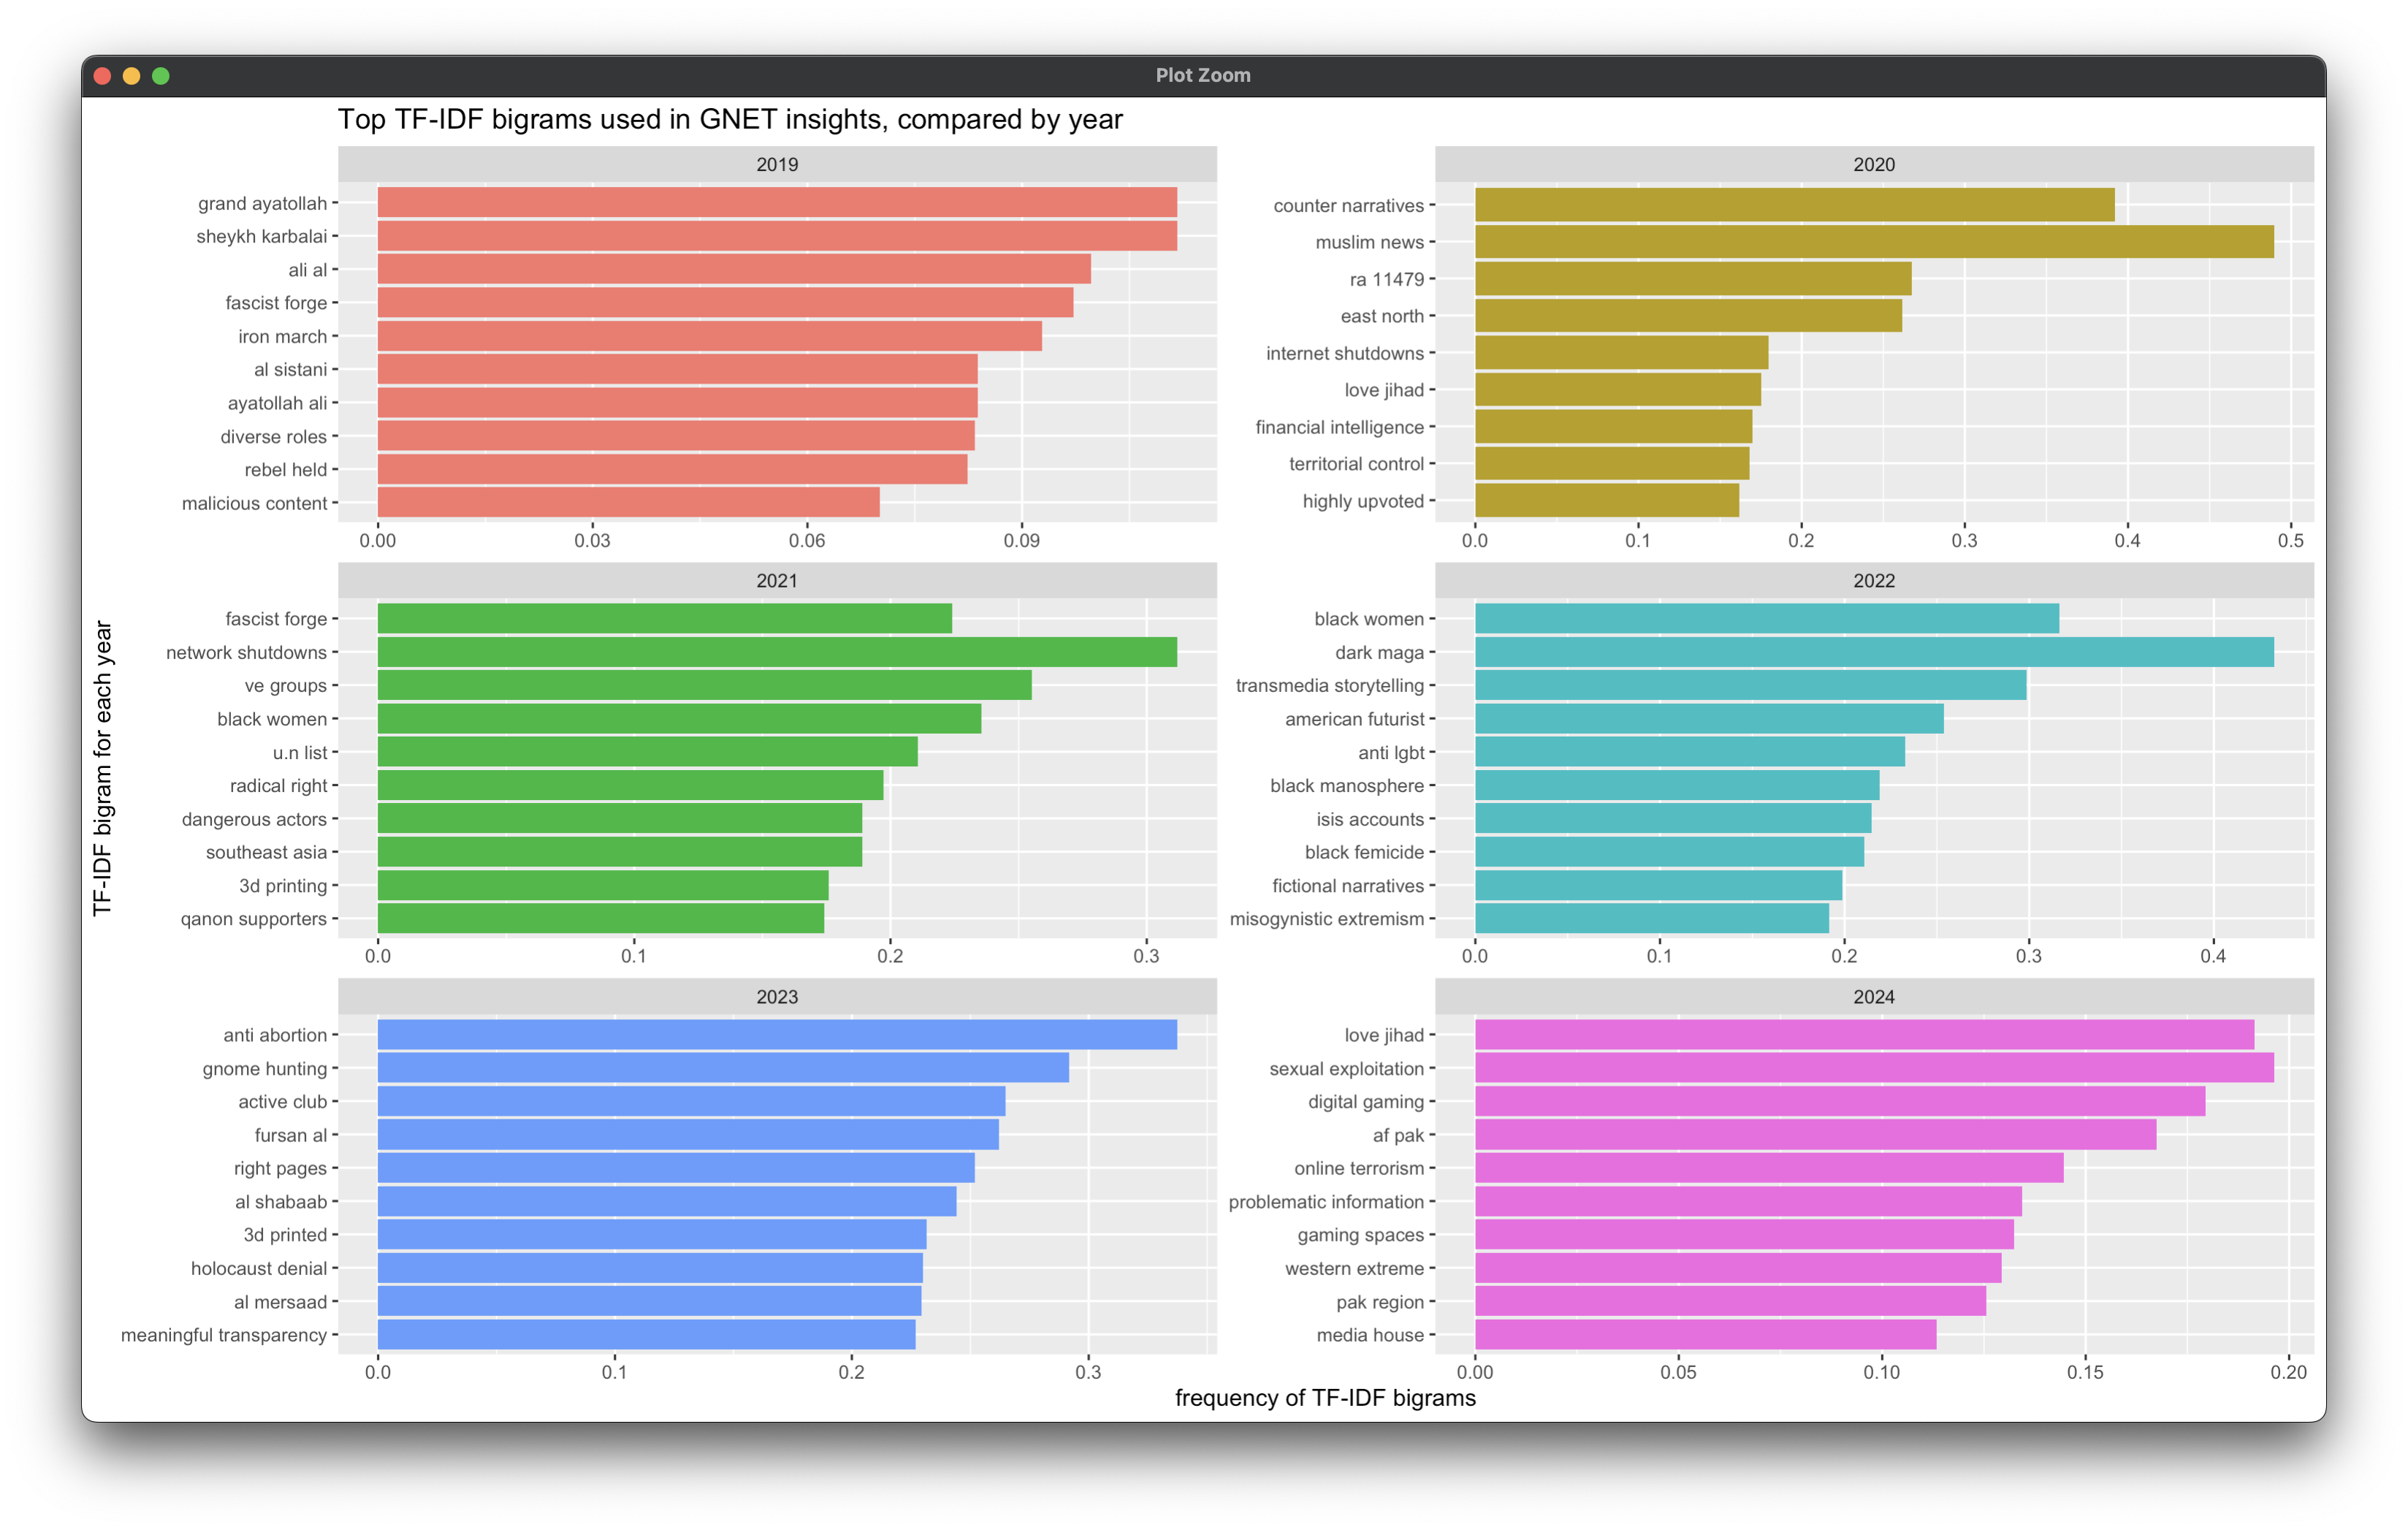 Plot Zoom
Top TF-IDF bigrams used in GNET insights, compared by year
TF-IDF bigram for each year
2019
grand ayatollah
sheykh karbalai
ali al
fascist forge
iron march
al sistani
ayatollah ali
diverse roles
rebel held
malicious content
0.00 0.03 0.06 0.09
2020
counter narratives
muslim news
ra 11479
east north
internet shutdowns
love jihad
financial intelligence
territorial control
highly upvoted
0.0 0.1 0.2 0.3 0.4 0.5
2021
fascist forge
network shutdowns
ve groups
black women
u.n list
radical right
dangerous actors
southeast asia
3d printing
qanon supporters
0.0 0.1 0.2 0.3
2022
black women
dark maga
transmedia storytelling
american futurist
anti lgbt
black manosphere
isis accounts
black femicide
fictional narratives
misogynistic extremism
0.0 0.1 0.2 0.3 0.4
2023
anti abortion
gnome hunting
active club
fursan al
right pages
al shabaab
3d printed
holocaust denial
al mersaad
meaningful transparency
0.0 0.1 0.2 0.3
2024
love jihad
sexual exploitation
digital gaming
af pak
online terrorism
problematic information
gaming spaces
western extreme
pak region
media house
0.00 0.05 0.10 0.15 0.20
frequency of TF-IDF bigrams